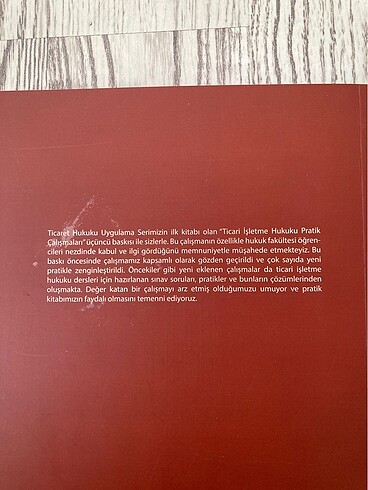 Ticaret Hukuku Uygulama Serimizin ilk kitabı olan "Ticari İşletme Hukuku Pratik
Çalışmaları" üçüncü baskısı ile sizlerle. Bu çalışmanın özellikle hukuk fakültesi öğren-
cileri nezdinde kabul ve ilgi gördüğünü memnuniyetle müşahede etmekteyiz. Bu
baskı öncesinde çalışmamız kapsamlı olarak gözden geçirildi ve çok sayıda yeni
pratikle zenginleştirildi. Öncekiler gibi yeni eklenen çalışmalar da ticari işletme
hukuku dersleri için hazırlanan sınav soruları, pratikler ve bunların çözümlerinden
oluşmakta. Değer katan bir çalışmayı arz etmiş olduğumuzu umuyor ve pratik
kitabımızın faydalı olmasını temenni ediyoruz.